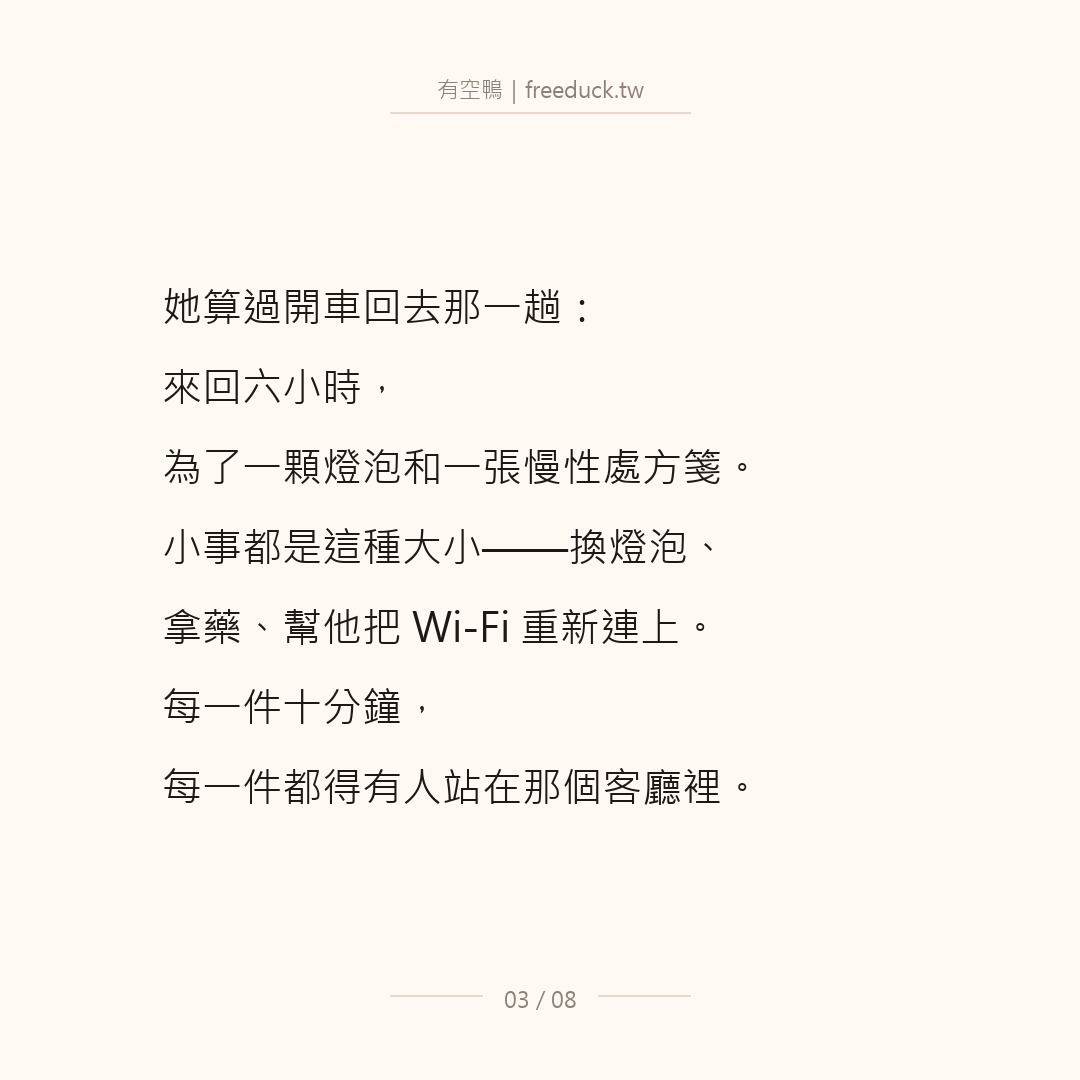 有空鴨 | freeduck.tw
她算過開車回去那一趟：
來回六小時，
為了一顆燈泡和一張慢性處方箋。
小事都是這種大小——換燈泡、
拿藥、幫他把 Wi-Fi 重新連上。
每一件十分鐘，
每一件都得有人站在那個客廳裡。
03 / 08